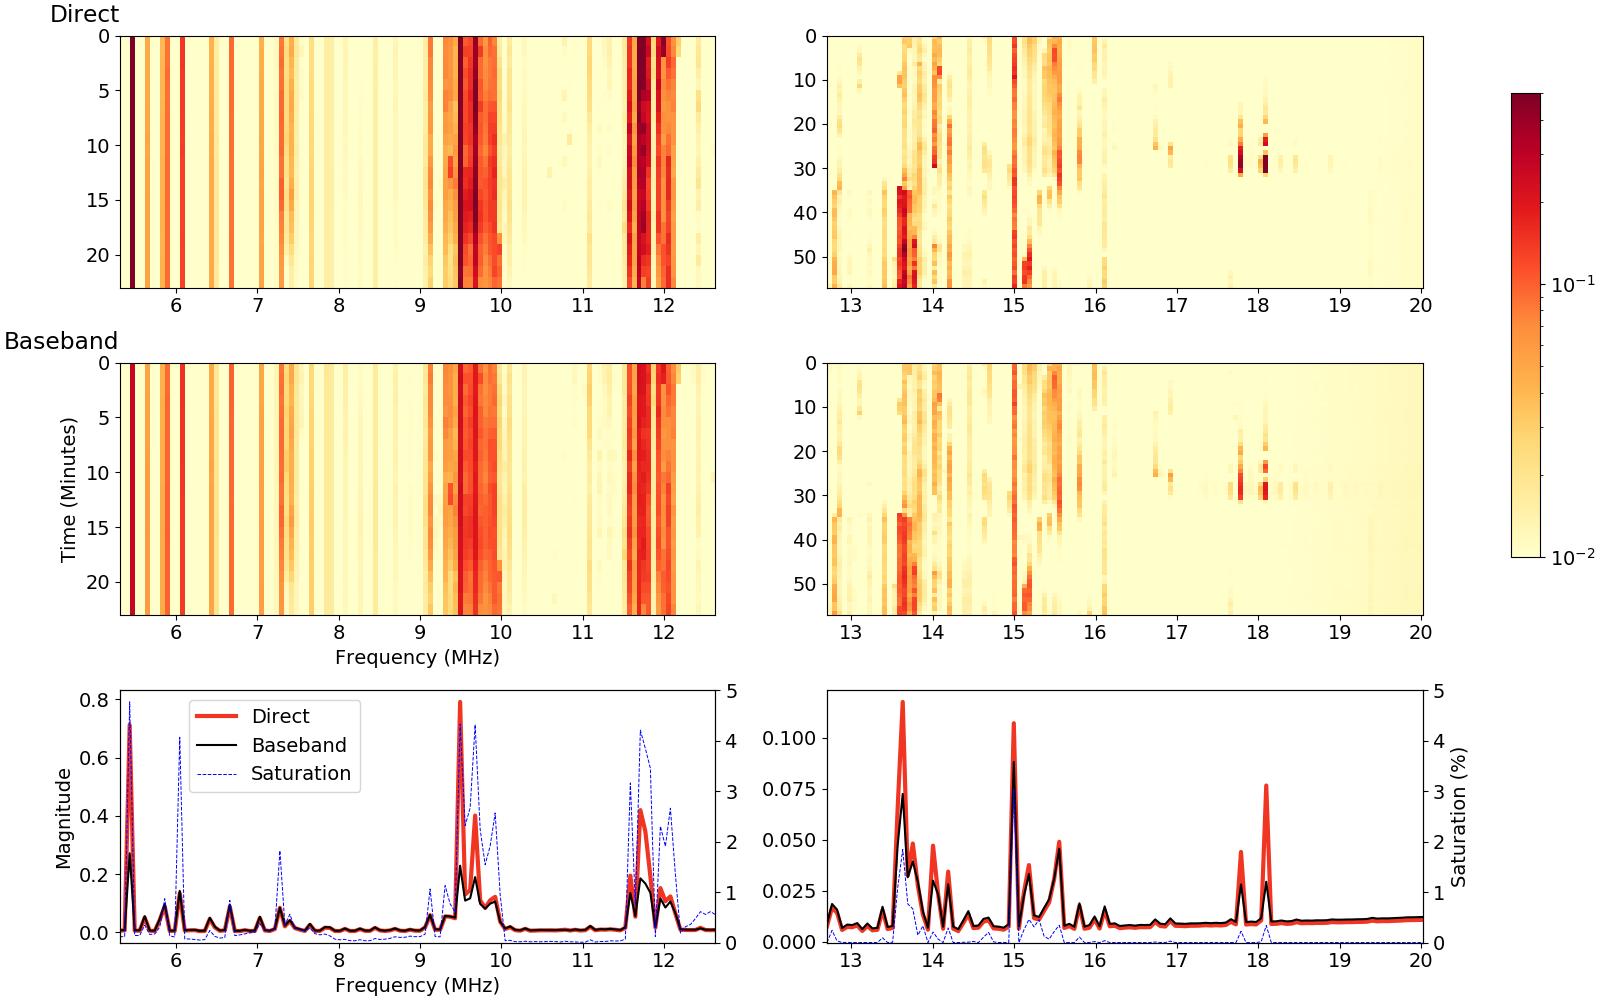 Direct
0
5
10
15
20
6 7 8 9 10 11 12
0
10
20
30
40
50
13 14 15 16 17 18 19 20
10⁻¹
10⁻²
Baseband
Time (Minutes)
0
5
10
15
20
6 7 8 9 10 11 12
Frequency (MHz)
0
10
20
30
40
50
13 14 15 16 17 18 19 20
Magnitude
0.8
0.6
0.4
0.2
0.0
Direct
Baseband
Saturation
5
4
3
2
1
0
6 7 8 9 10 11 12
Frequency (MHz)
0.100
0.075
0.050
0.025
0.000
5
4
3
2
1
0
Saturation (%)
13 14 15 16 17 18 19 20